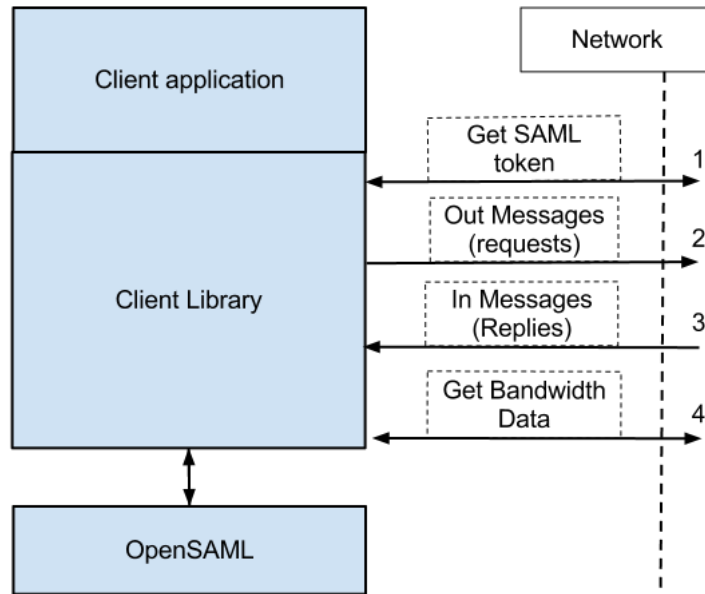 Client application
Network
Get SAML
token
1
Out Messages
(requests)
2
Client Library
In Messages
(Replies)
3
Get Bandwidth
Data
4
OpenSAML